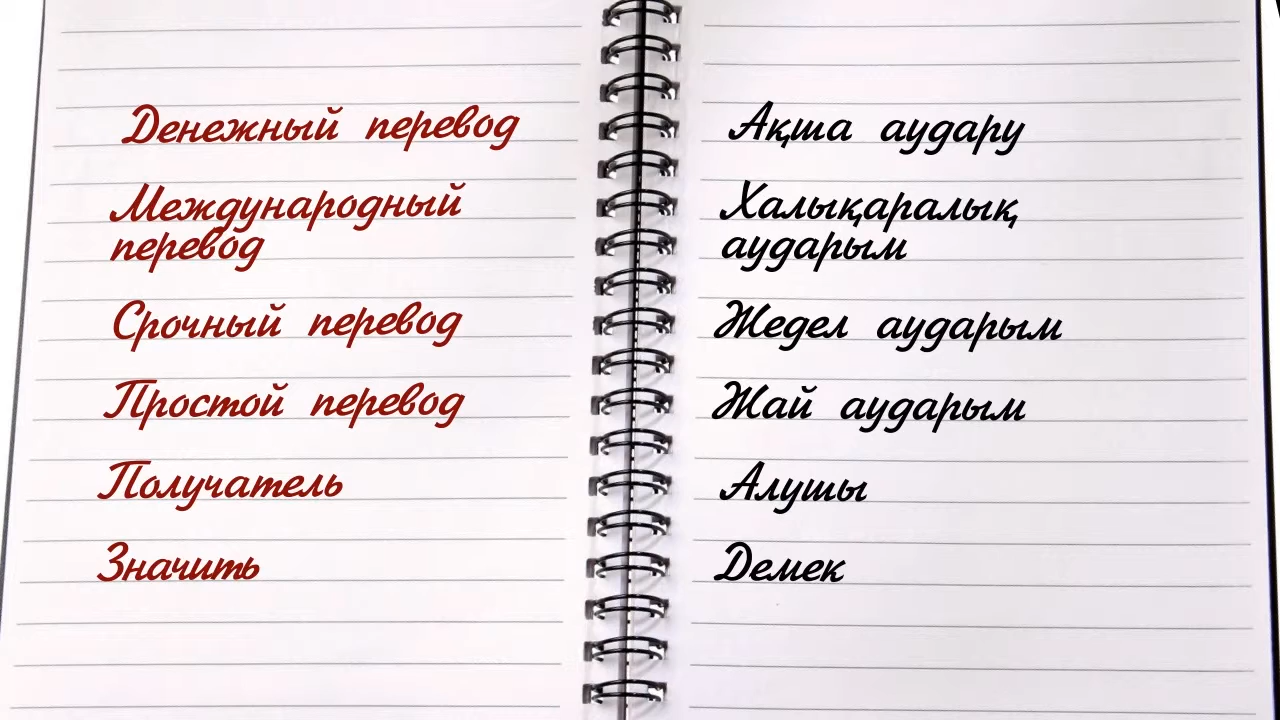 Денежный перевод
Международный
перевод
Срочный перевод
Простой перевод
Получатель
Значить
Ақша аудару
Халықаралық
аударым
Жедел аударым
Жай аударым
Алушы
Демек